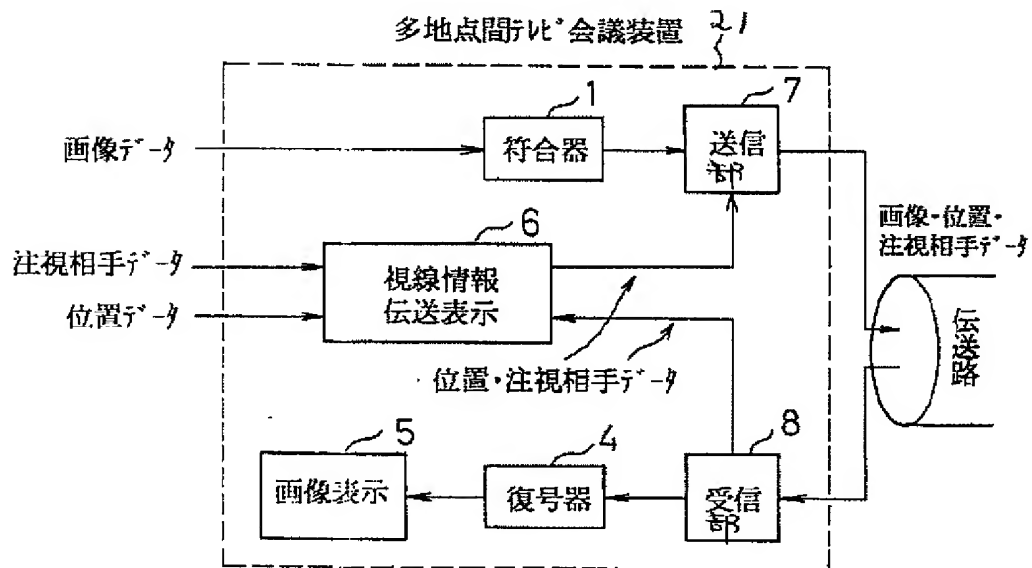 多地点間テレビ会議装置
21
1
7
画像データ
符合器
送信
部
6
画像・位置・
注視相手データ
注視相手データ
位置データ
視線情報
伝送表示
伝送路
位置・注視相手データ
5
4
8
画像表示
復号器
受信
部